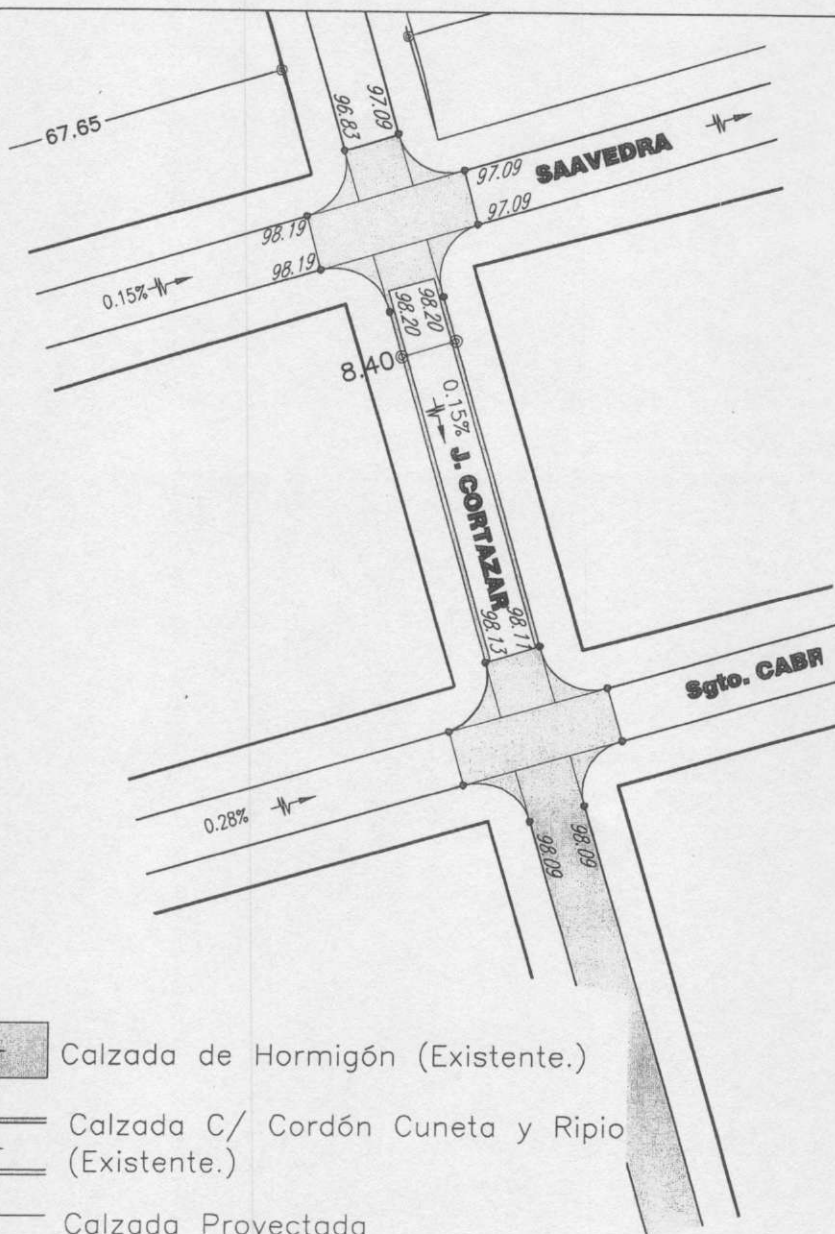 67.65
96.83
97.09
97.09
SAAVEDRA
97.09
98.19
98.19
0.15%
98.20
98.20
8.40
0.15%
J. CORTAZAR
98.13
98.11
Sgto. CABR
0.28%
98.09
98.09
Calzada de Hormigón (Existente.)
Calzada C/ Cordón Cuneta y Ripio
(Existente.)
Calzada Proyectada